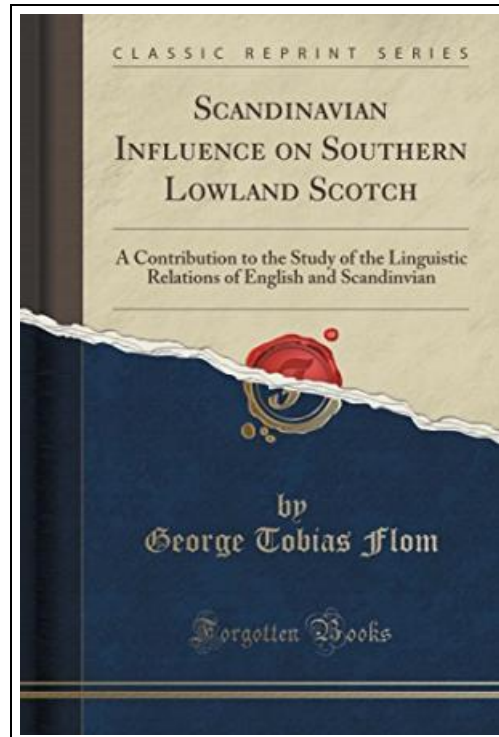 CLASSIC REPRINT SERIES
SCANDINAVIAN
INFLUENCE ON SOUTHERN
LOWLAND SCOTCH
A Contribution to the Study of the Linguistic
Relations of English and Scandinvian
by
George Tobias Flom
Forgotten Books